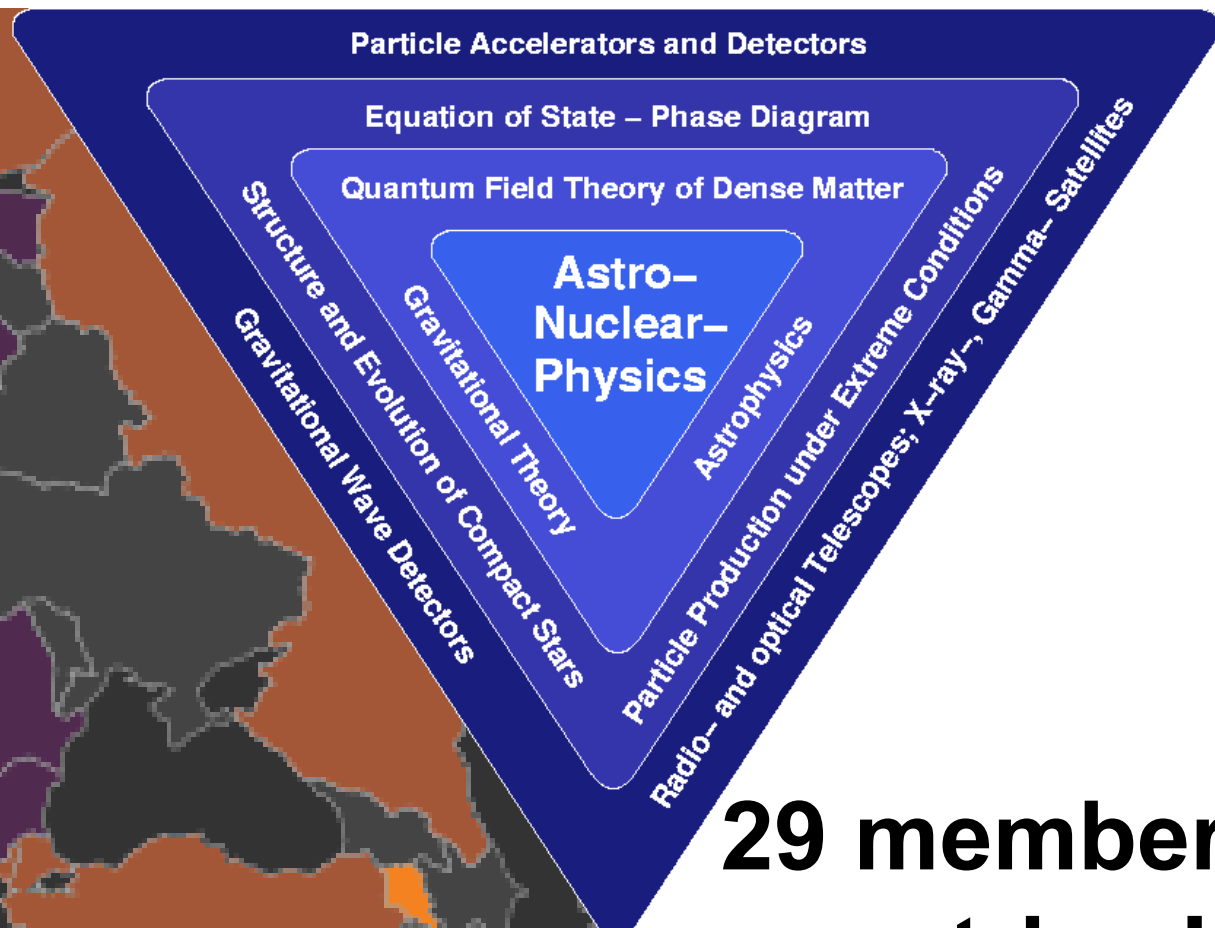 Particle Accelerators and Detectors
Equation of State – Phase Diagram
Quantum Field Theory of Dense Matter
Astro–
Nuclear–
Physics
Gravitational Theory
Astrophysics
Structure and Evolution of Compact Stars
Particle Production under Extreme Conditions
Gravitational Wave Detectors
Radio– and optical Telescopes; X–ray–, Gamma– Satellites
29 member